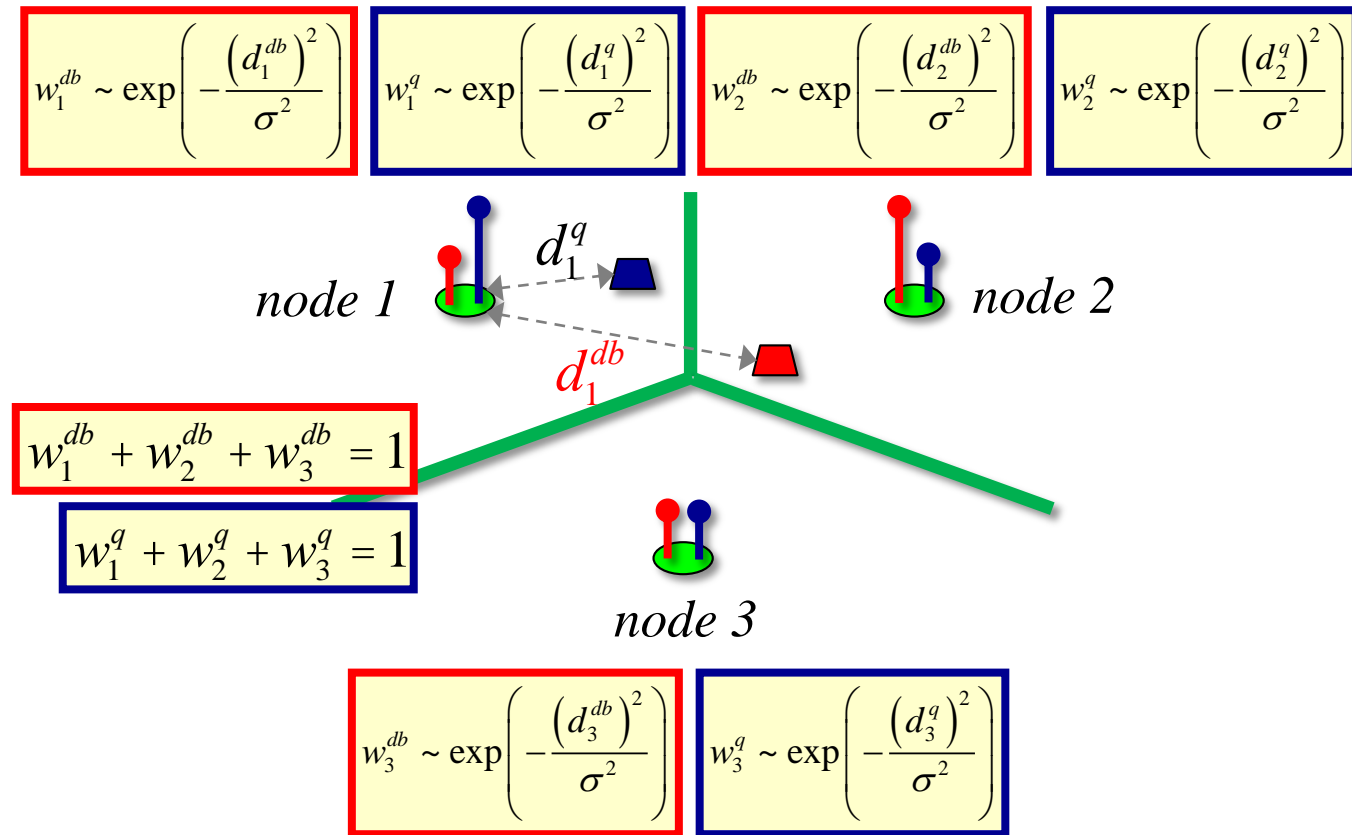 w_1^{db} ~ exp(-(d_1^{db})^2/σ^2)
w_1^q ~ exp(-(d_1^q)^2/σ^2)
w_2^{db} ~ exp(-(d_2^{db})^2/σ^2)
w_2^q ~ exp(-(d_2^q)^2/σ^2)
d_1^q
node 1
node 2
d_1^{db}
w_1^{db} + w_2^{db} + w_3^{db} = 1
w_1^q + w_2^q + w_3^q = 1
node 3
w_3^{db} ~ exp(-(d_3^{db})^2/σ^2)
w_3^q ~ exp(-(d_3^q)^2/σ^2)